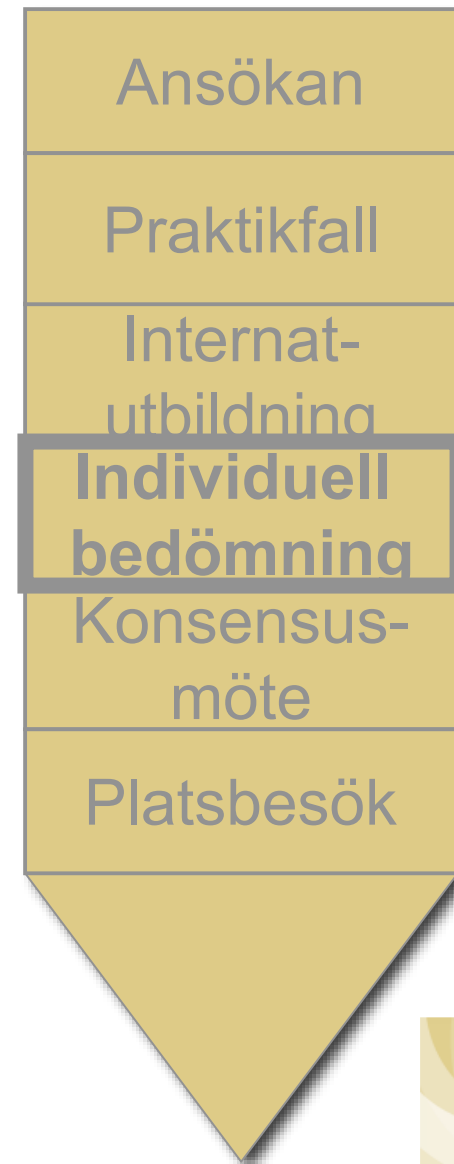 Ansökan
Praktikfall
Internat-
utbildning
Individuell
bedömning
Konsensus-
möte
Platsbesök